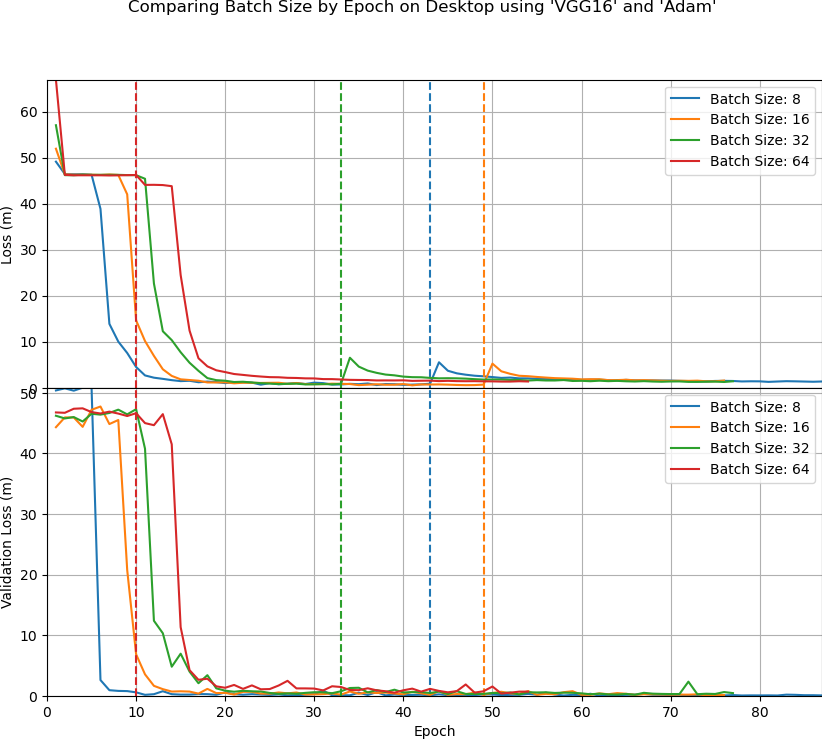 Comparing Batch Size by Epoch on Desktop using 'VGG16' and 'Adam'
60
50
40
30
20
10
0
Loss (m)
Batch Size: 8
Batch Size: 16
Batch Size: 32
Batch Size: 64
50
40
30
20
10
0
Validation Loss (m)
Batch Size: 8
Batch Size: 16
Batch Size: 32
Batch Size: 64
0 10 20 30 40 50 60 70 80
Epoch